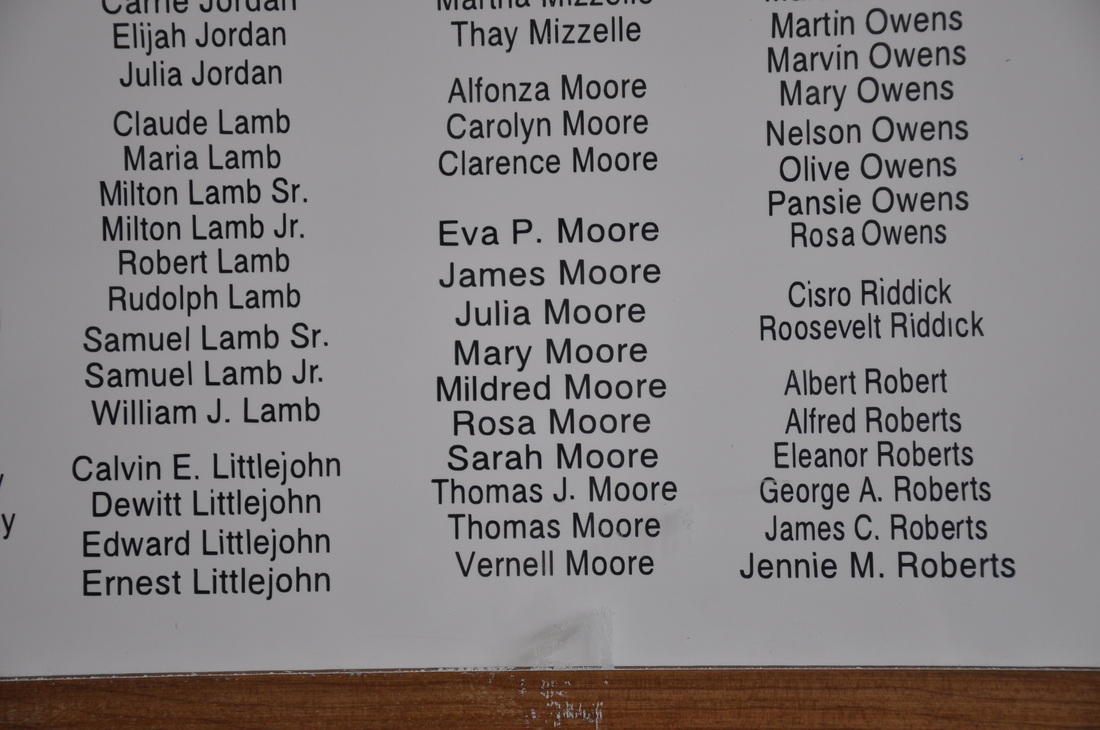 Carrie Jordan
Elijah Jordan
Julia Jordan
Claude Lamb
Maria Lamb
Milton Lamb Sr.
Milton Lamb Jr.
Robert Lamb
Rudolph Lamb
Samuel Lamb Sr.
Samuel Lamb Jr.
William J. Lamb
Calvin E. Littlejohn
Dewitt Littlejohn
Edward Littlejohn
Ernest Littlejohn
Martha Mizzelle
Thay Mizzelle
Alfonza Moore
Carolyn Moore
Clarence Moore
Eva P. Moore
James Moore
Julia Moore
Mary Moore
Mildred Moore
Rosa Moore
Sarah Moore
Thomas J. Moore
Thomas Moore
Vernell Moore
Martin Owens
Marvin Owens
Mary Owens
Nelson Owens
Olive Owens
Pansie Owens
Rosa Owens
Cisro Riddick
Roosevelt Riddick
Albert Robert
Alfred Roberts
Eleanor Roberts
George A. Roberts
James C. Roberts
Jennie M. Roberts